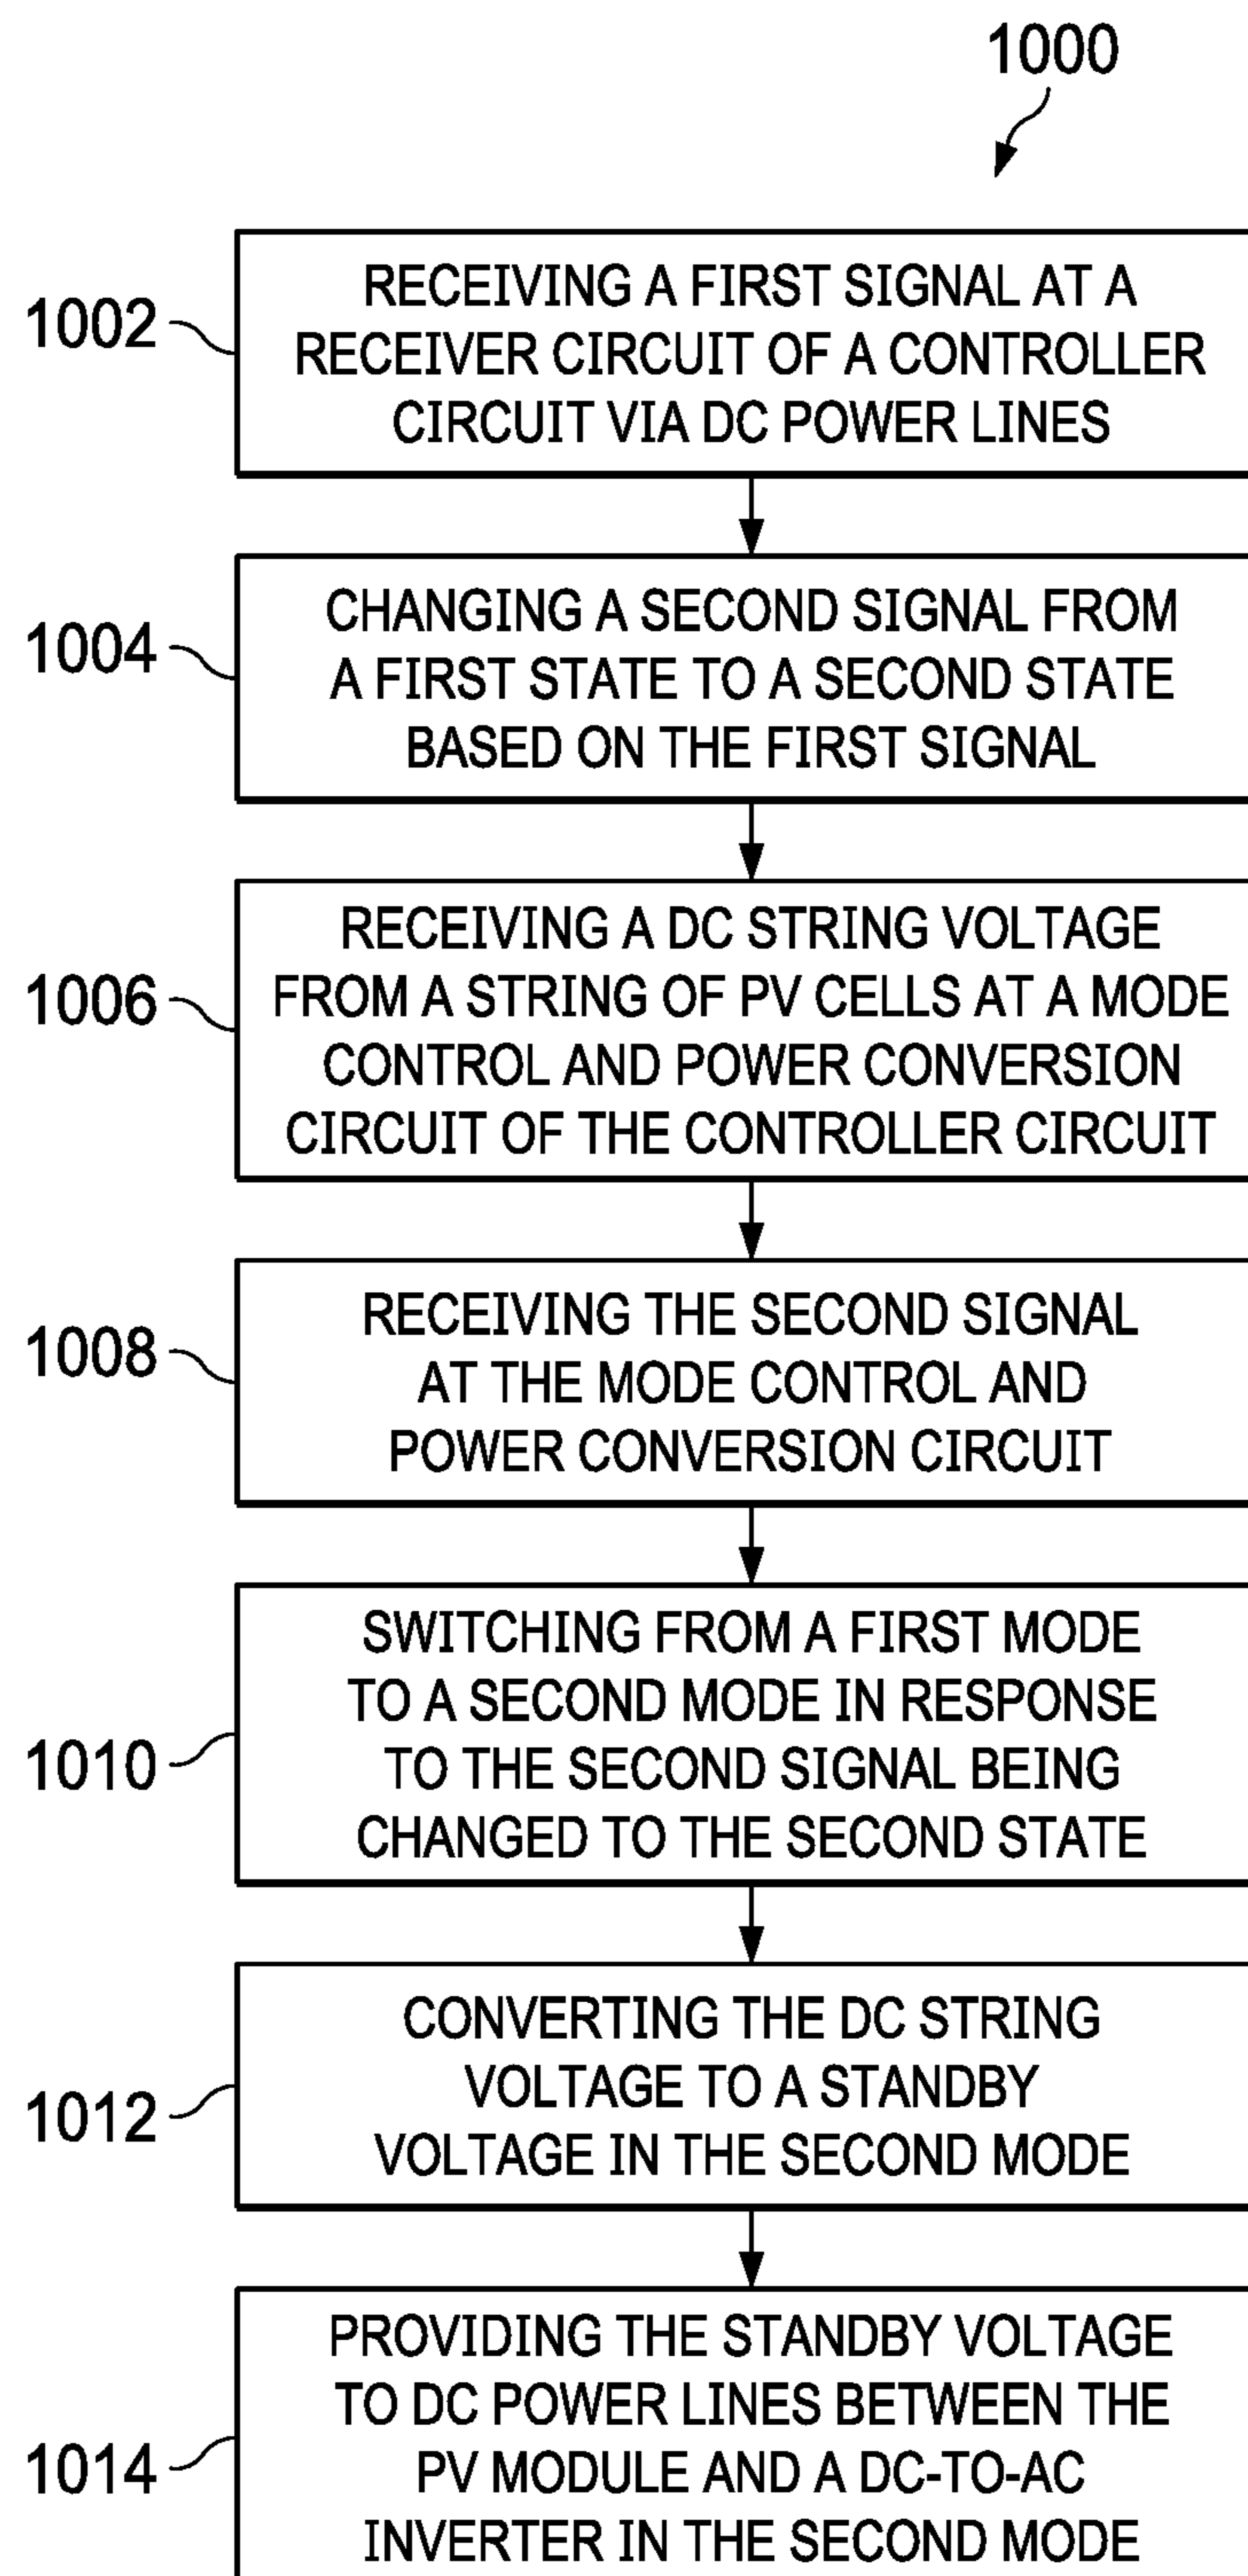 1000
1002
RECEIVING A FIRST SIGNAL AT A
RECEIVER CIRCUIT OF A CONTROLLER
CIRCUIT VIA DC POWER LINES
1004
CHANGING A SECOND SIGNAL FROM
A FIRST STATE TO A SECOND STATE
BASED ON THE FIRST SIGNAL
1006
RECEIVING A DC STRING VOLTAGE
FROM A STRING OF PV CELLS AT A MODE
CONTROL AND POWER CONVERSION
CIRCUIT OF THE CONTROLLER CIRCUIT
1008
RECEIVING THE SECOND SIGNAL
AT THE MODE CONTROL AND
POWER CONVERSION CIRCUIT
1010
SWITCHING FROM A FIRST MODE
TO A SECOND MODE IN RESPONSE
TO THE SECOND SIGNAL BEING
CHANGED TO THE SECOND STATE
1012
CONVERTING THE DC STRING
VOLTAGE TO A STANDBY
VOLTAGE IN THE SECOND MODE
1014
PROVIDING THE STANDBY VOLTAGE
TO DC POWER LINES BETWEEN THE
PV MODULE AND A DC-TO-AC
INVERTER IN THE SECOND MODE